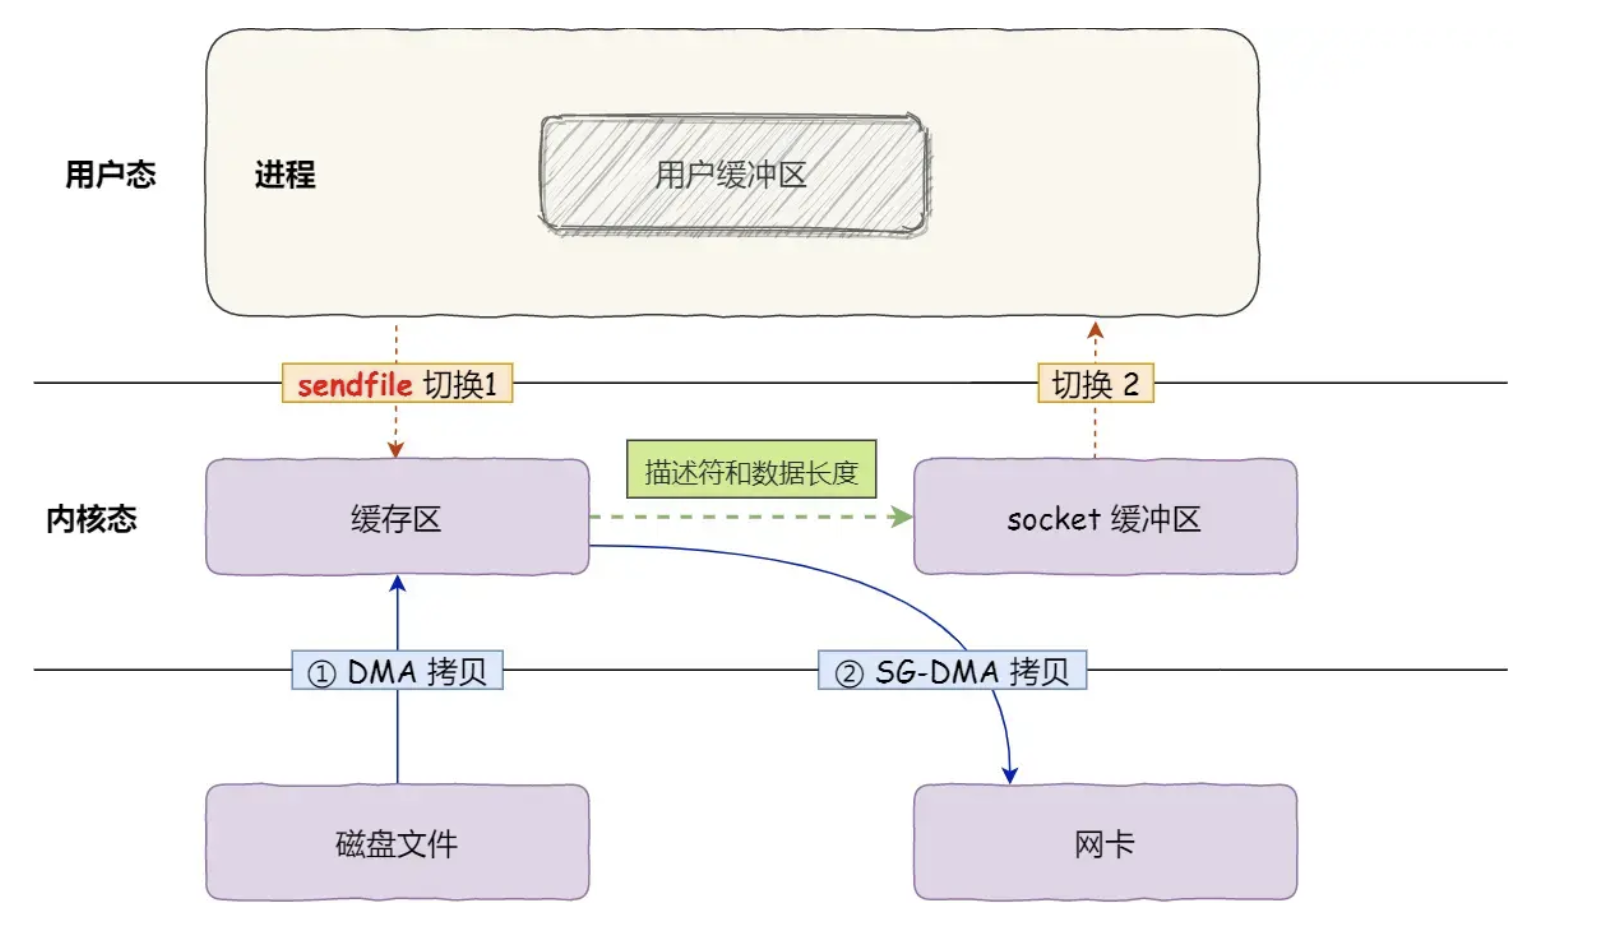 用户态
进程
用户缓冲区
sendfile 切换1
切换 2
描述符和数据长度
内核态
缓存区
socket 缓冲区
① DMA 拷贝
② SG-DMA 拷贝
磁盘文件
网卡